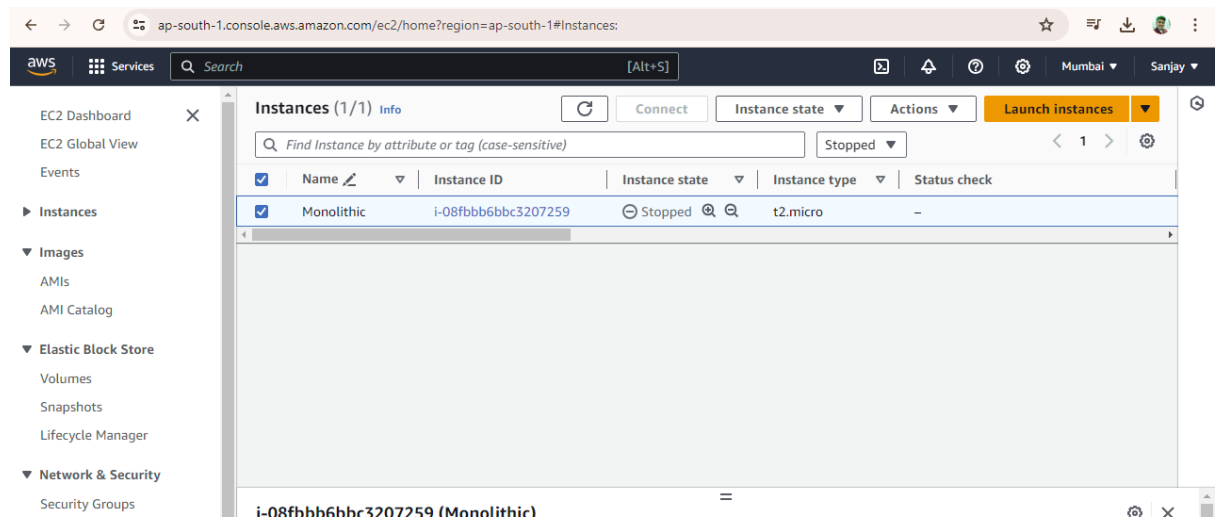 ap-south-1.console.aws.amazon.com/ec2/home?region=ap-south-1#Instances:
aws Services Search [Alt+S] Mumbai Sanjay
EC2 Dashboard
EC2 Global View
Events
Instances
Images
AMIs
AMI Catalog
Elastic Block Store
Volumes
Snapshots
Lifecycle Manager
Network & Security
Security Groups
Instances (1/1) Info Connect Instance state Actions Launch instances
Find Instance by attribute or tag (case-sensitive) Stopped 1
Name Instance ID Instance state Instance type Status check
Monolithic i-08fbbb6bbc3207259 Stopped t2.micro –
i-08fbbb6bbc3207259 (Monolithic)